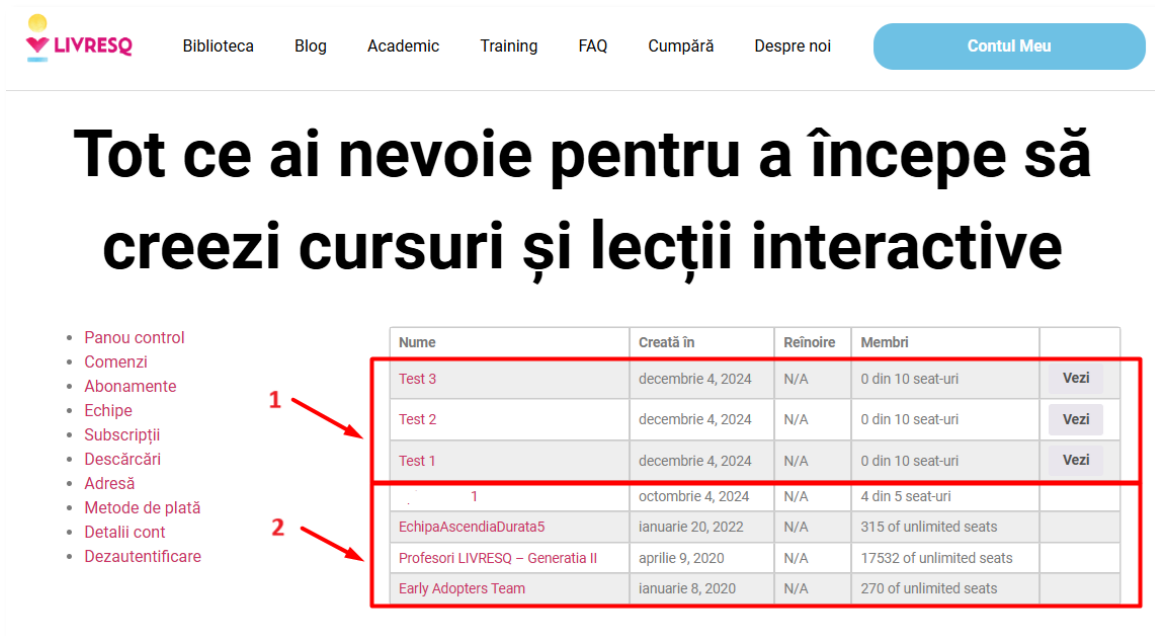 LIVRESQ
Biblioteca Blog Academic Training FAQ Cumpără Despre noi Contul Meu
Tot ce ai nevoie pentru a începe să
creezi cursuri și lecții interactive
Panou control
Comenzi
Abonamente
Echipe
Subscripții
Descărcări
Adresă
Metode de plată
Detalii cont
Dezautentificare
1
2
Nume Creată în Reînoire Membri
Test 3 decembrie 4, 2024 N/A 0 din 10 seat-uri Vezi
Test 2 decembrie 4, 2024 N/A 0 din 10 seat-uri Vezi
Test 1 decembrie 4, 2024 N/A 0 din 10 seat-uri Vezi
1 octombrie 4, 2024 N/A 4 din 5 seat-uri
EchipaAscendiaDurata5 ianuarie 20, 2022 N/A 315 of unlimited seats
Profesori LIVRESQ – Generatia II aprilie 9, 2020 N/A 17532 of unlimited seats
Early Adopters Team ianuarie 8, 2020 N/A 270 of unlimited seats